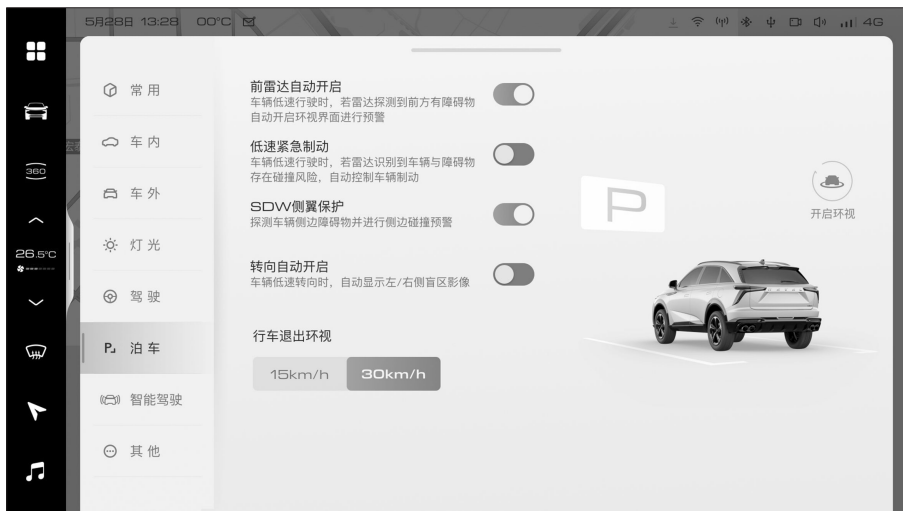 5月28日 13:28 00°C
4G
常用
车内
车外
灯光
驾驶
P 泊车
智能驾驶
其他
360
26.5°C
前雷达自动开启
车辆低速行驶时，若雷达探测到前方有障碍物
自动开启环视界面进行预警
低速紧急制动
车辆低速行驶时，若雷达识别到车辆与障碍物
存在碰撞风险，自动控制车辆制动
SDW侧翼保护
探测车辆侧边障碍物并进行侧边碰撞预警
转向自动开启
车辆低速转向时，自动显示左/右侧盲区影像
行车退出环视
15km/h 30km/h
P
开启环视